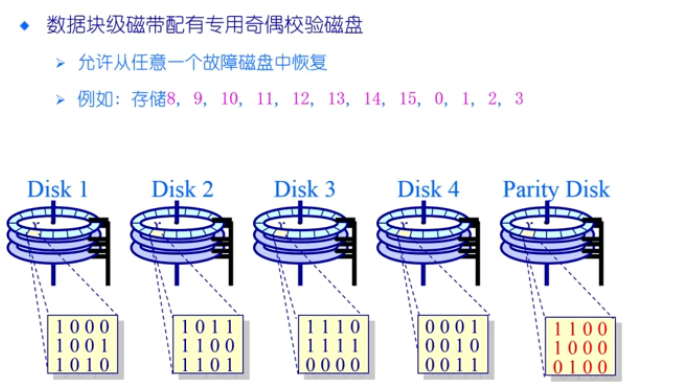 数据块级磁带配有专用奇偶校验磁盘
允许从任意一个故障磁盘中恢复
例如：存储8，9，10，11，12，13，14，15，0，1，2，3
Disk 1 Disk 2 Disk 3 Disk 4 Parity Disk
1 0 0 0 1 0 1 1 1 1 1 0 0 0 0 1 1 1 0 0
1 0 0 1 1 1 0 0 1 1 1 1 0 0 1 0 1 0 0 0
1 0 1 0 1 1 0 1 0 0 0 0 0 0 1 1 0 1 0 0